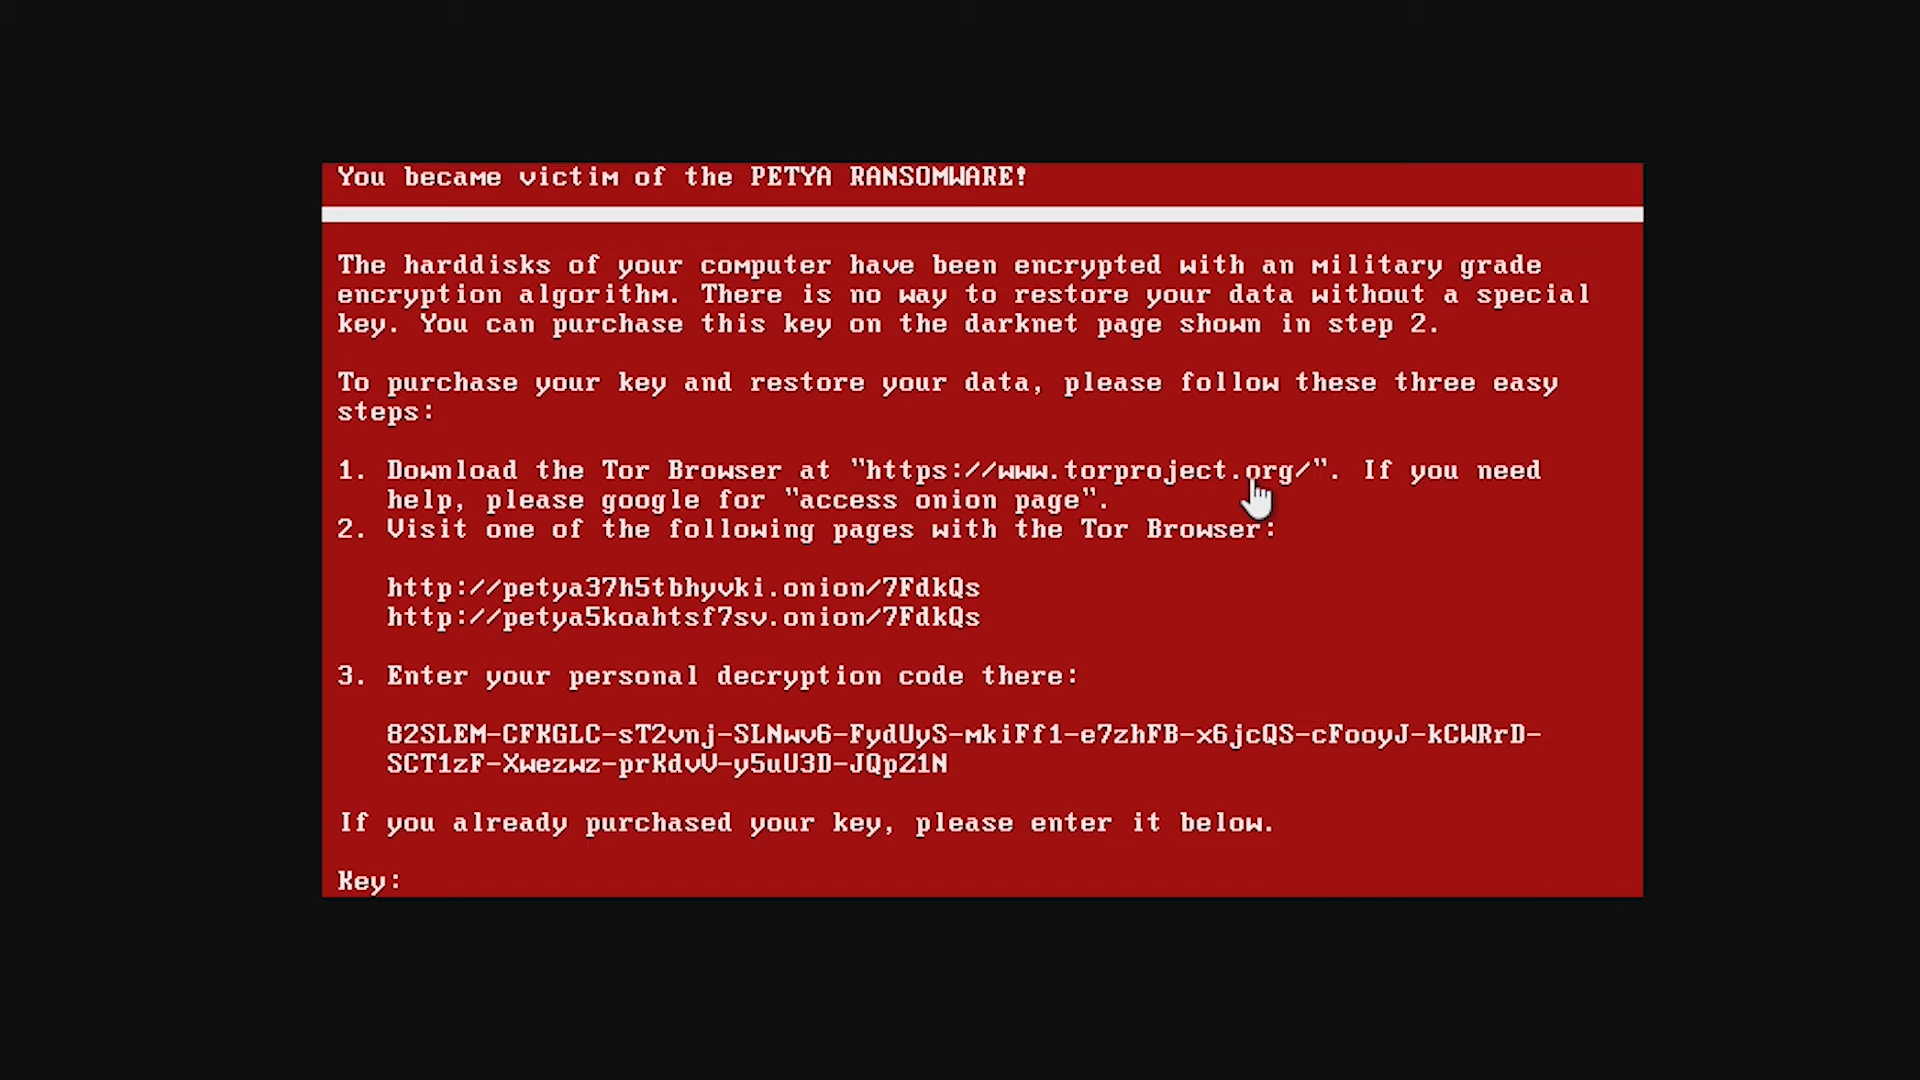 You became victim of the PETYA RANSOMWARE!
The harddisks of your computer have been encrypted with an military grade
encryption algorithm. There is no way to restore your data without a special
key. You can purchase this key on the darknet page shown in step 2.
To purchase your key and restore your data, please follow these three easy
steps:
1. Download the Tor Browser at "https://www.torproject.org/". If you need
help, please google for "access onion page".
2. Visit one of the following pages with the Tor Browser:
http://petya37h5tbhyvki.onion/7FdkQs
http://petya5koahtsf7sv.onion/7FdkQs
3. Enter your personal decryption code there:
82SLEM-CFKGLC-sT2vnj-SLNwv6-FydUyS-mkiFf1-e7zhFB-x6jcQS-cFooyJ-kCWRrD-
SCT1zF-Xwezwz-prKdvV-y5uU3D-JQpZ1N
If you already purchased your key, please enter it below.
Key: